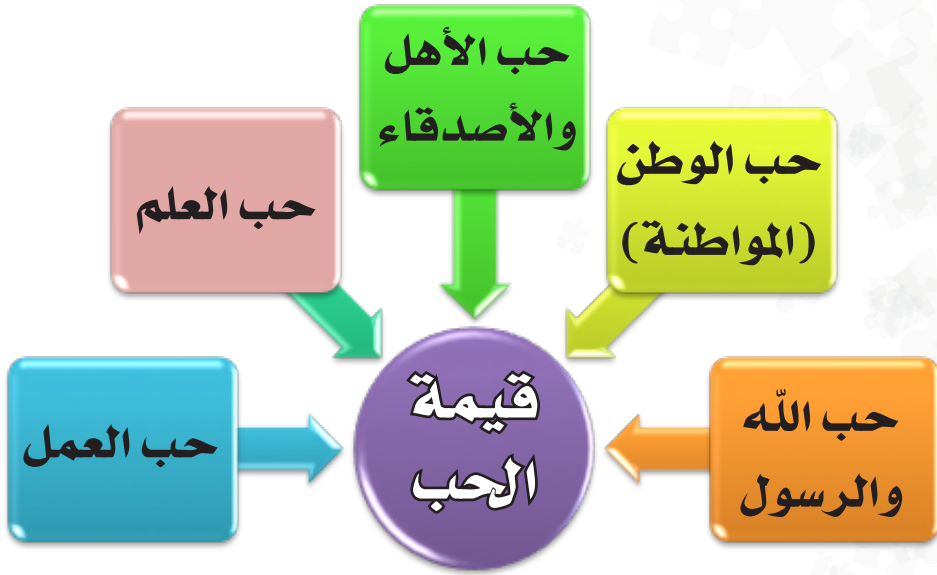 حب الله
والرسول
حب الوطن
(المواطنة)
حب الأهل
والأصدقاء
حب العلم
حب العمل
قيمة
الحب